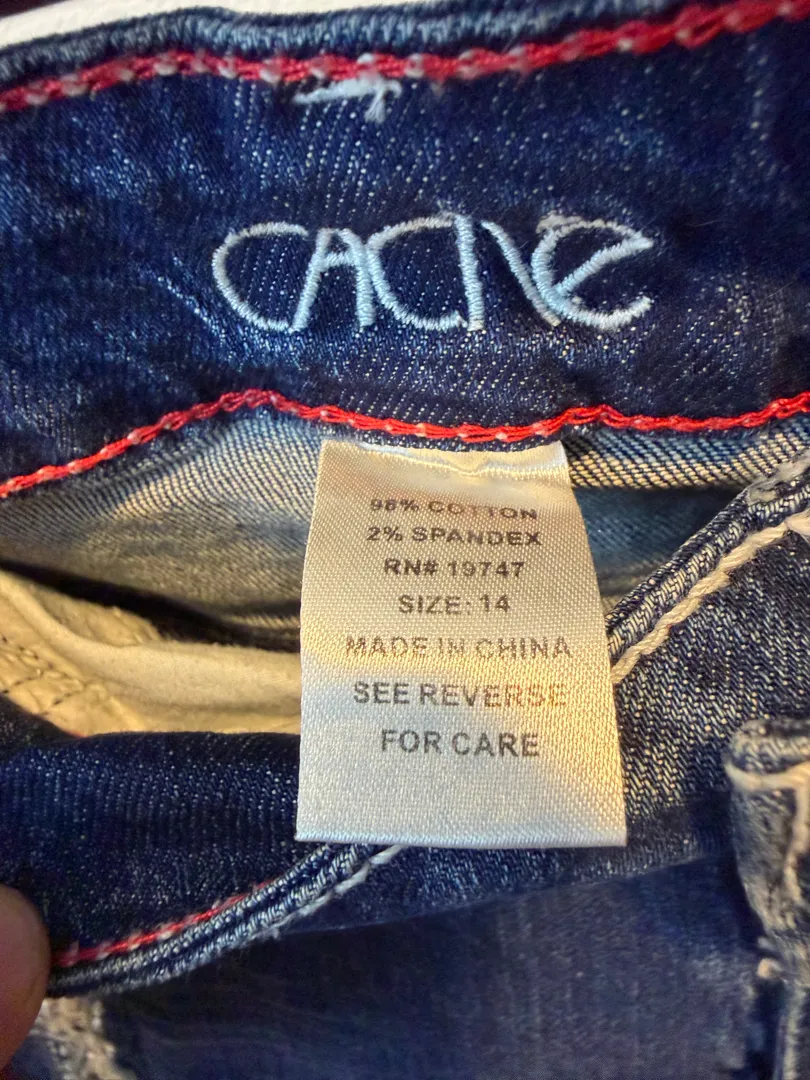 CACHE
98% COTTON
2% SPANDEX
RN# 19747
SIZE: 14
MADE IN CHINA
SEE REVERSE
FOR CARE